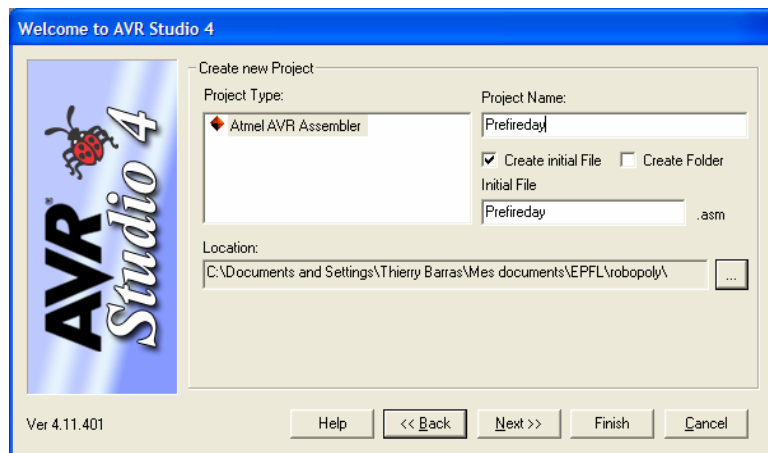 Welcome to AVR Studio 4
AVR® Studio 4
Create new Project
Project Type:
Atmel AVR Assembler
Project Name:
Prefireday
Create initial File
Create Folder
Initial File
Prefireday .asm
Location:
C:\Documents and Settings\Thierry Barras\Mes documents\EPFL\robopoly\
...
Ver 4.11.401
Help
<< Back
Next >>
Finish
Cancel